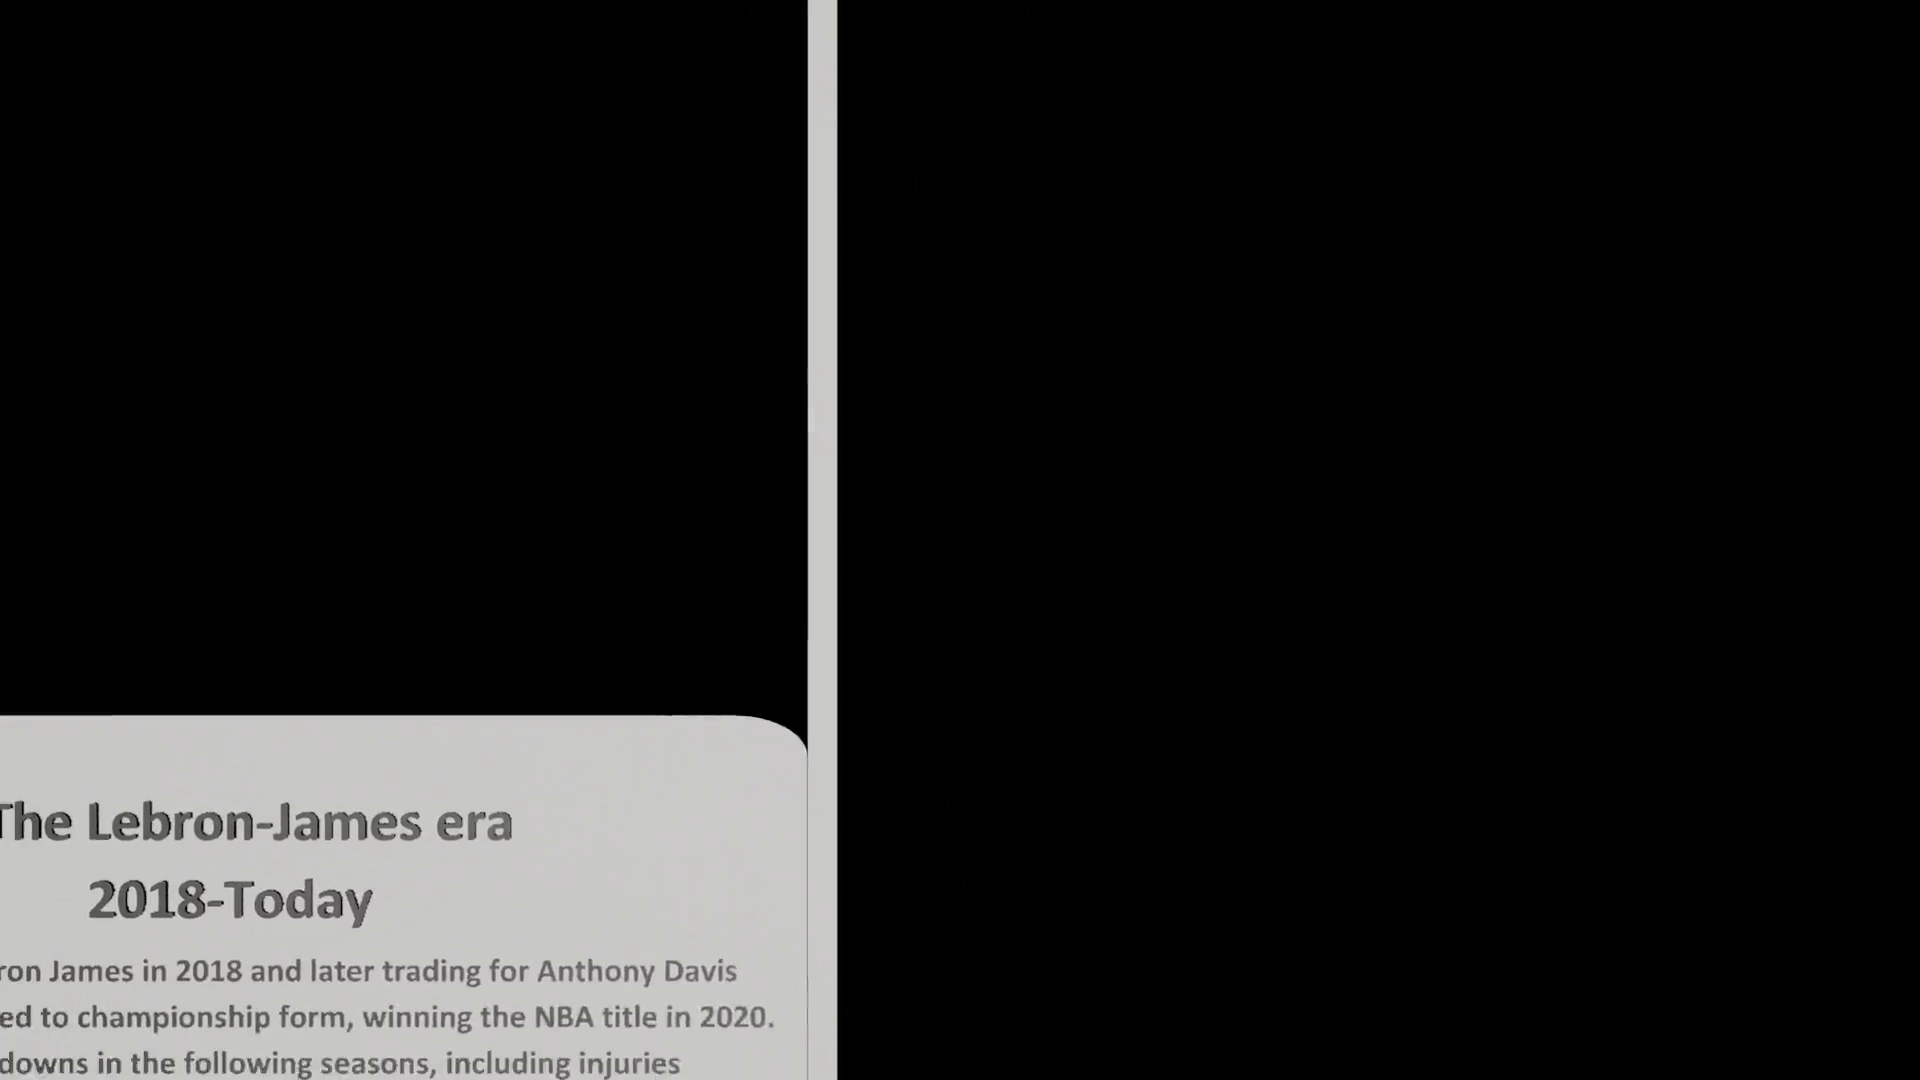 The Lebron-James era
2018-Today
ron James in 2018 and later trading for Anthony Davis
ed to championship form, winning the NBA title in 2020.
downs in the following seasons, including injuries